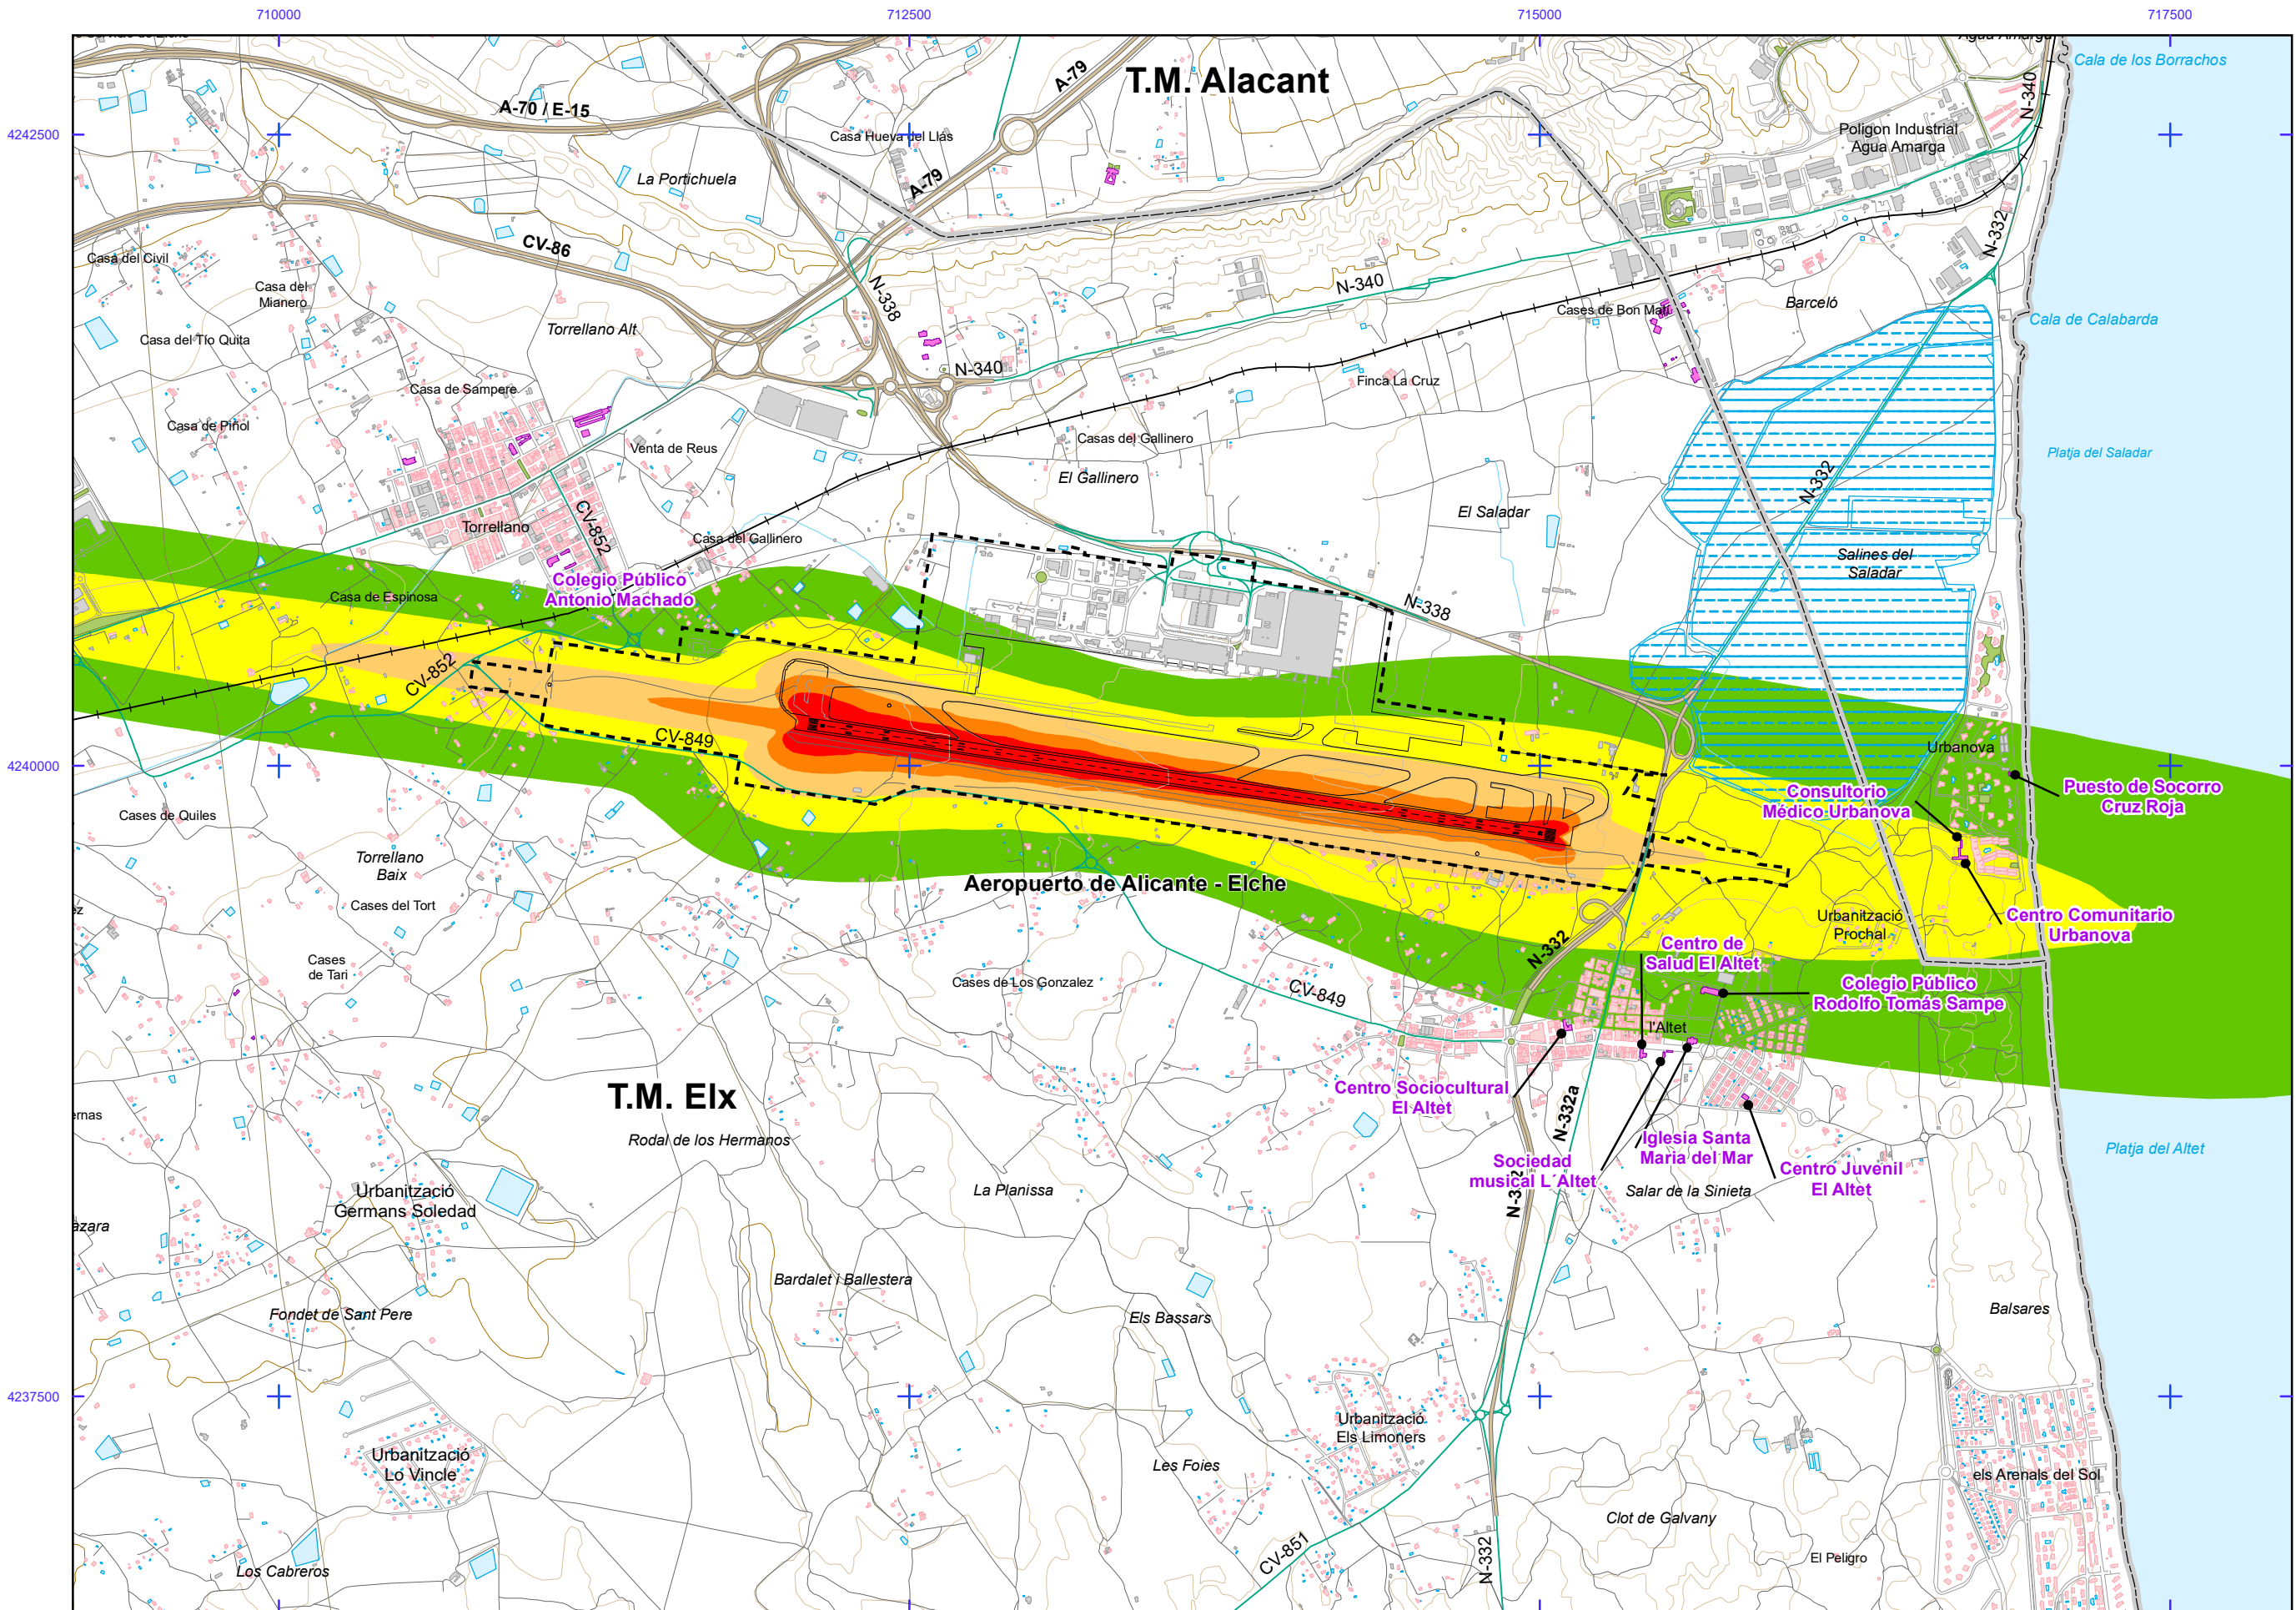 710000
712500
715000
717500
4242500
4240000
4237500
T.M. Alacant
Agua Amarga
Cala de los Borrachos
A-79
A-70 / E-15
N-340
Casa Hueva del Llás
Poligon Industrial
Agua Amarga
La Portichuela
A-79
CV-86
N-332
Casa del Civil
Casa del
Mianero
N-338
N-340
Barceló
Cases de Bon Matí
Cala de Calabarda
Torrellano Alt
Casa del Tío Quita
N-340
Finca La Cruz
Casa de Sampere
Casa de Piñol
Venta de Reus
Casas del Gallinero
Platja del Saladar
El Gallinero
N-332
El Saladar
Torrellano
CV-852
Casa del Gallinero
Salines del
Saladar
Colegio Público
Antonio Machado
Casa de Espinosa
N-338
CV-852
CV-849
Urbanova
Consultorio
Médico Urbanova
Puesto de Socorro
Cruz Roja
Cases de Quiles
Torrellano
Baix
Aeropuerto de Alicante - Elche
Cases del Tort
Urbanització
Prochal
Centro Comunitario
Urbanova
Centro de
Salud El Altet
N-332
Cases
de Tari
Cases de Los Gonzalez
CV-849
Colegio Público
Rodolfo Tomás Sampe
l'Altet
T.M. Elx
Centro Sociocultural
El Altet
N-332a
Rodal de los Hermanos
Iglesia Santa
Maria del Mar
Platja del Altet
Sociedad
musical L´Altet
Centro Juvenil
El Altet
La Planissa
Salar de la Sinieta
Urbanització
Germans Soledad
Bardalet i Ballestera
Fondet de Sant Pere
Els Bassars
Balsares
Urbanització
Els Limoners
Urbanització
Lo Vincle
Les Foies
els Arenals del Sol
Clot de Galvany
CV-851
N-332
El Peligro
Los Cabreros